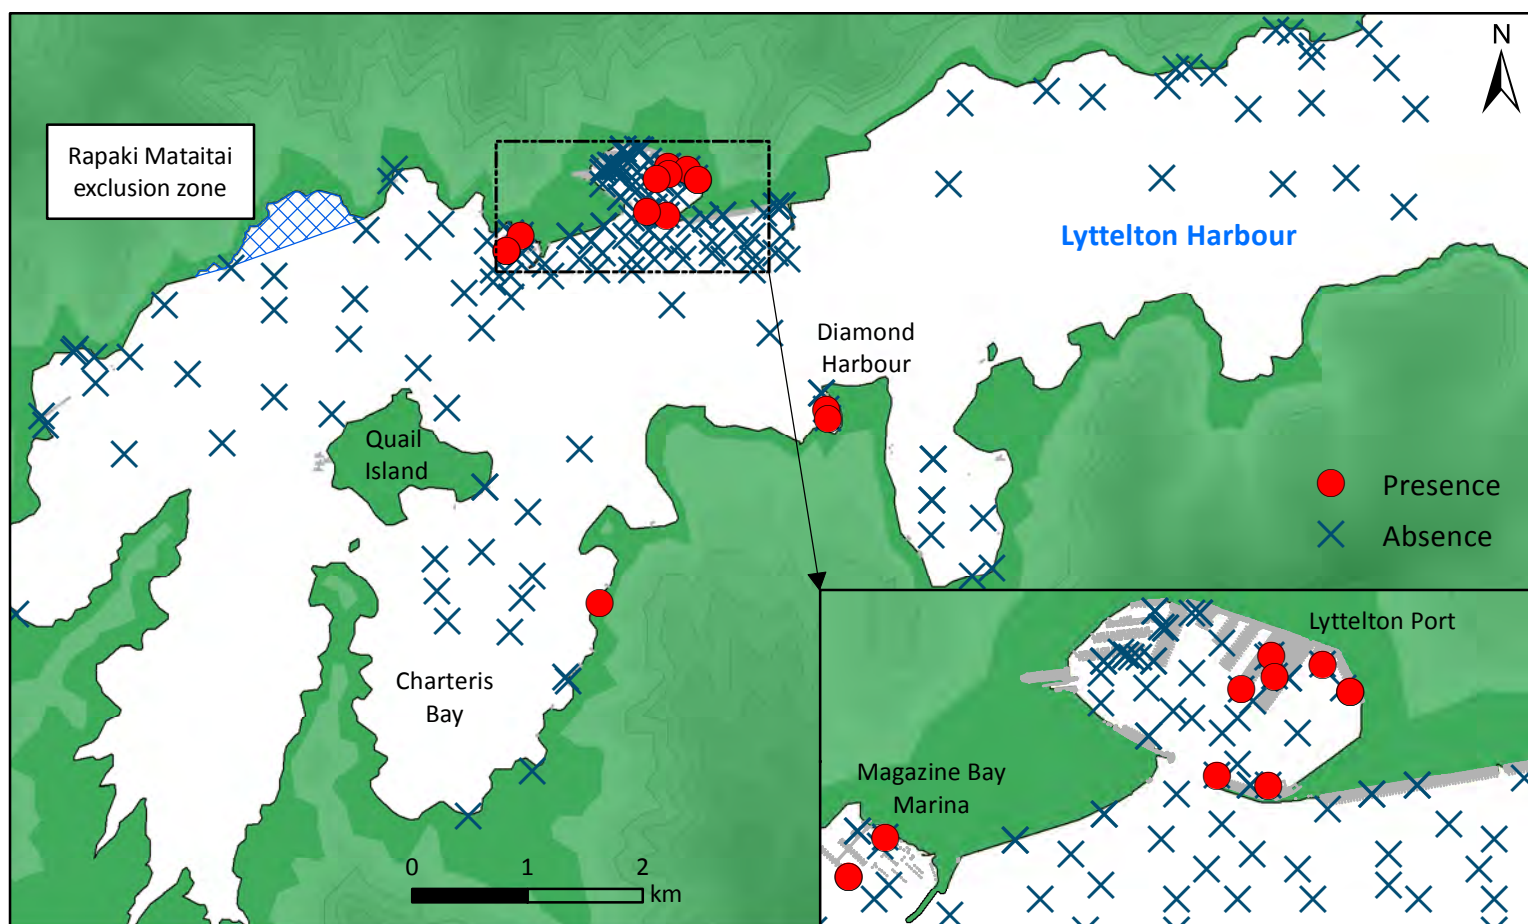 N
Rapaki Mataitai
exclusion zone
Lyttelton Harbour
Diamond
Harbour
Quail
Island
Presence
Absence
Charteris
Bay
Lyttelton Port
Magazine Bay
Marina
0 1 2
km